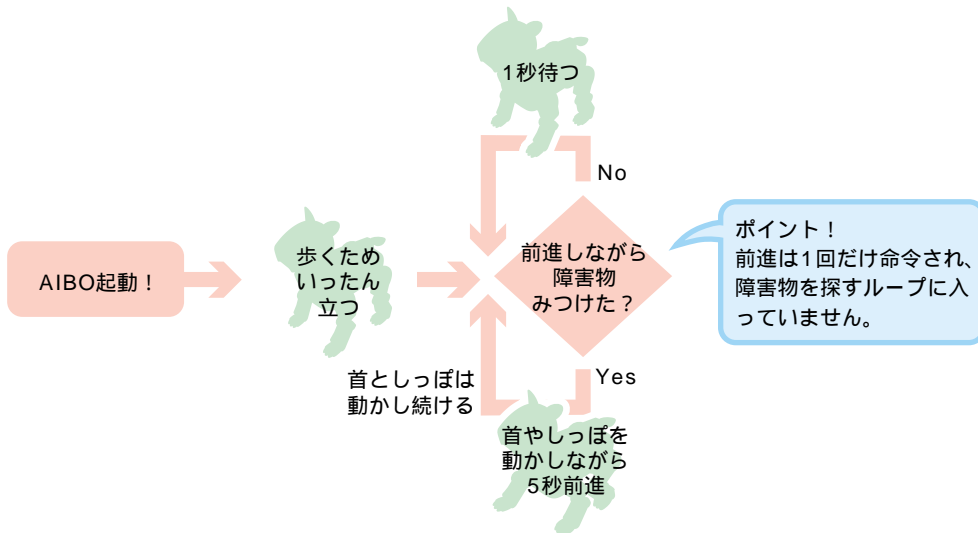 1秒待つ
No
AIBO起動！
歩くため
いったん
立つ
前進しながら
障害物
みつけた？
ポイント！
前進は1回だけ命令され、
障害物を探すループに入
っていません。
首としっぽは
動かし続ける
Yes
首やしっぽを
動かしながら
5秒前進